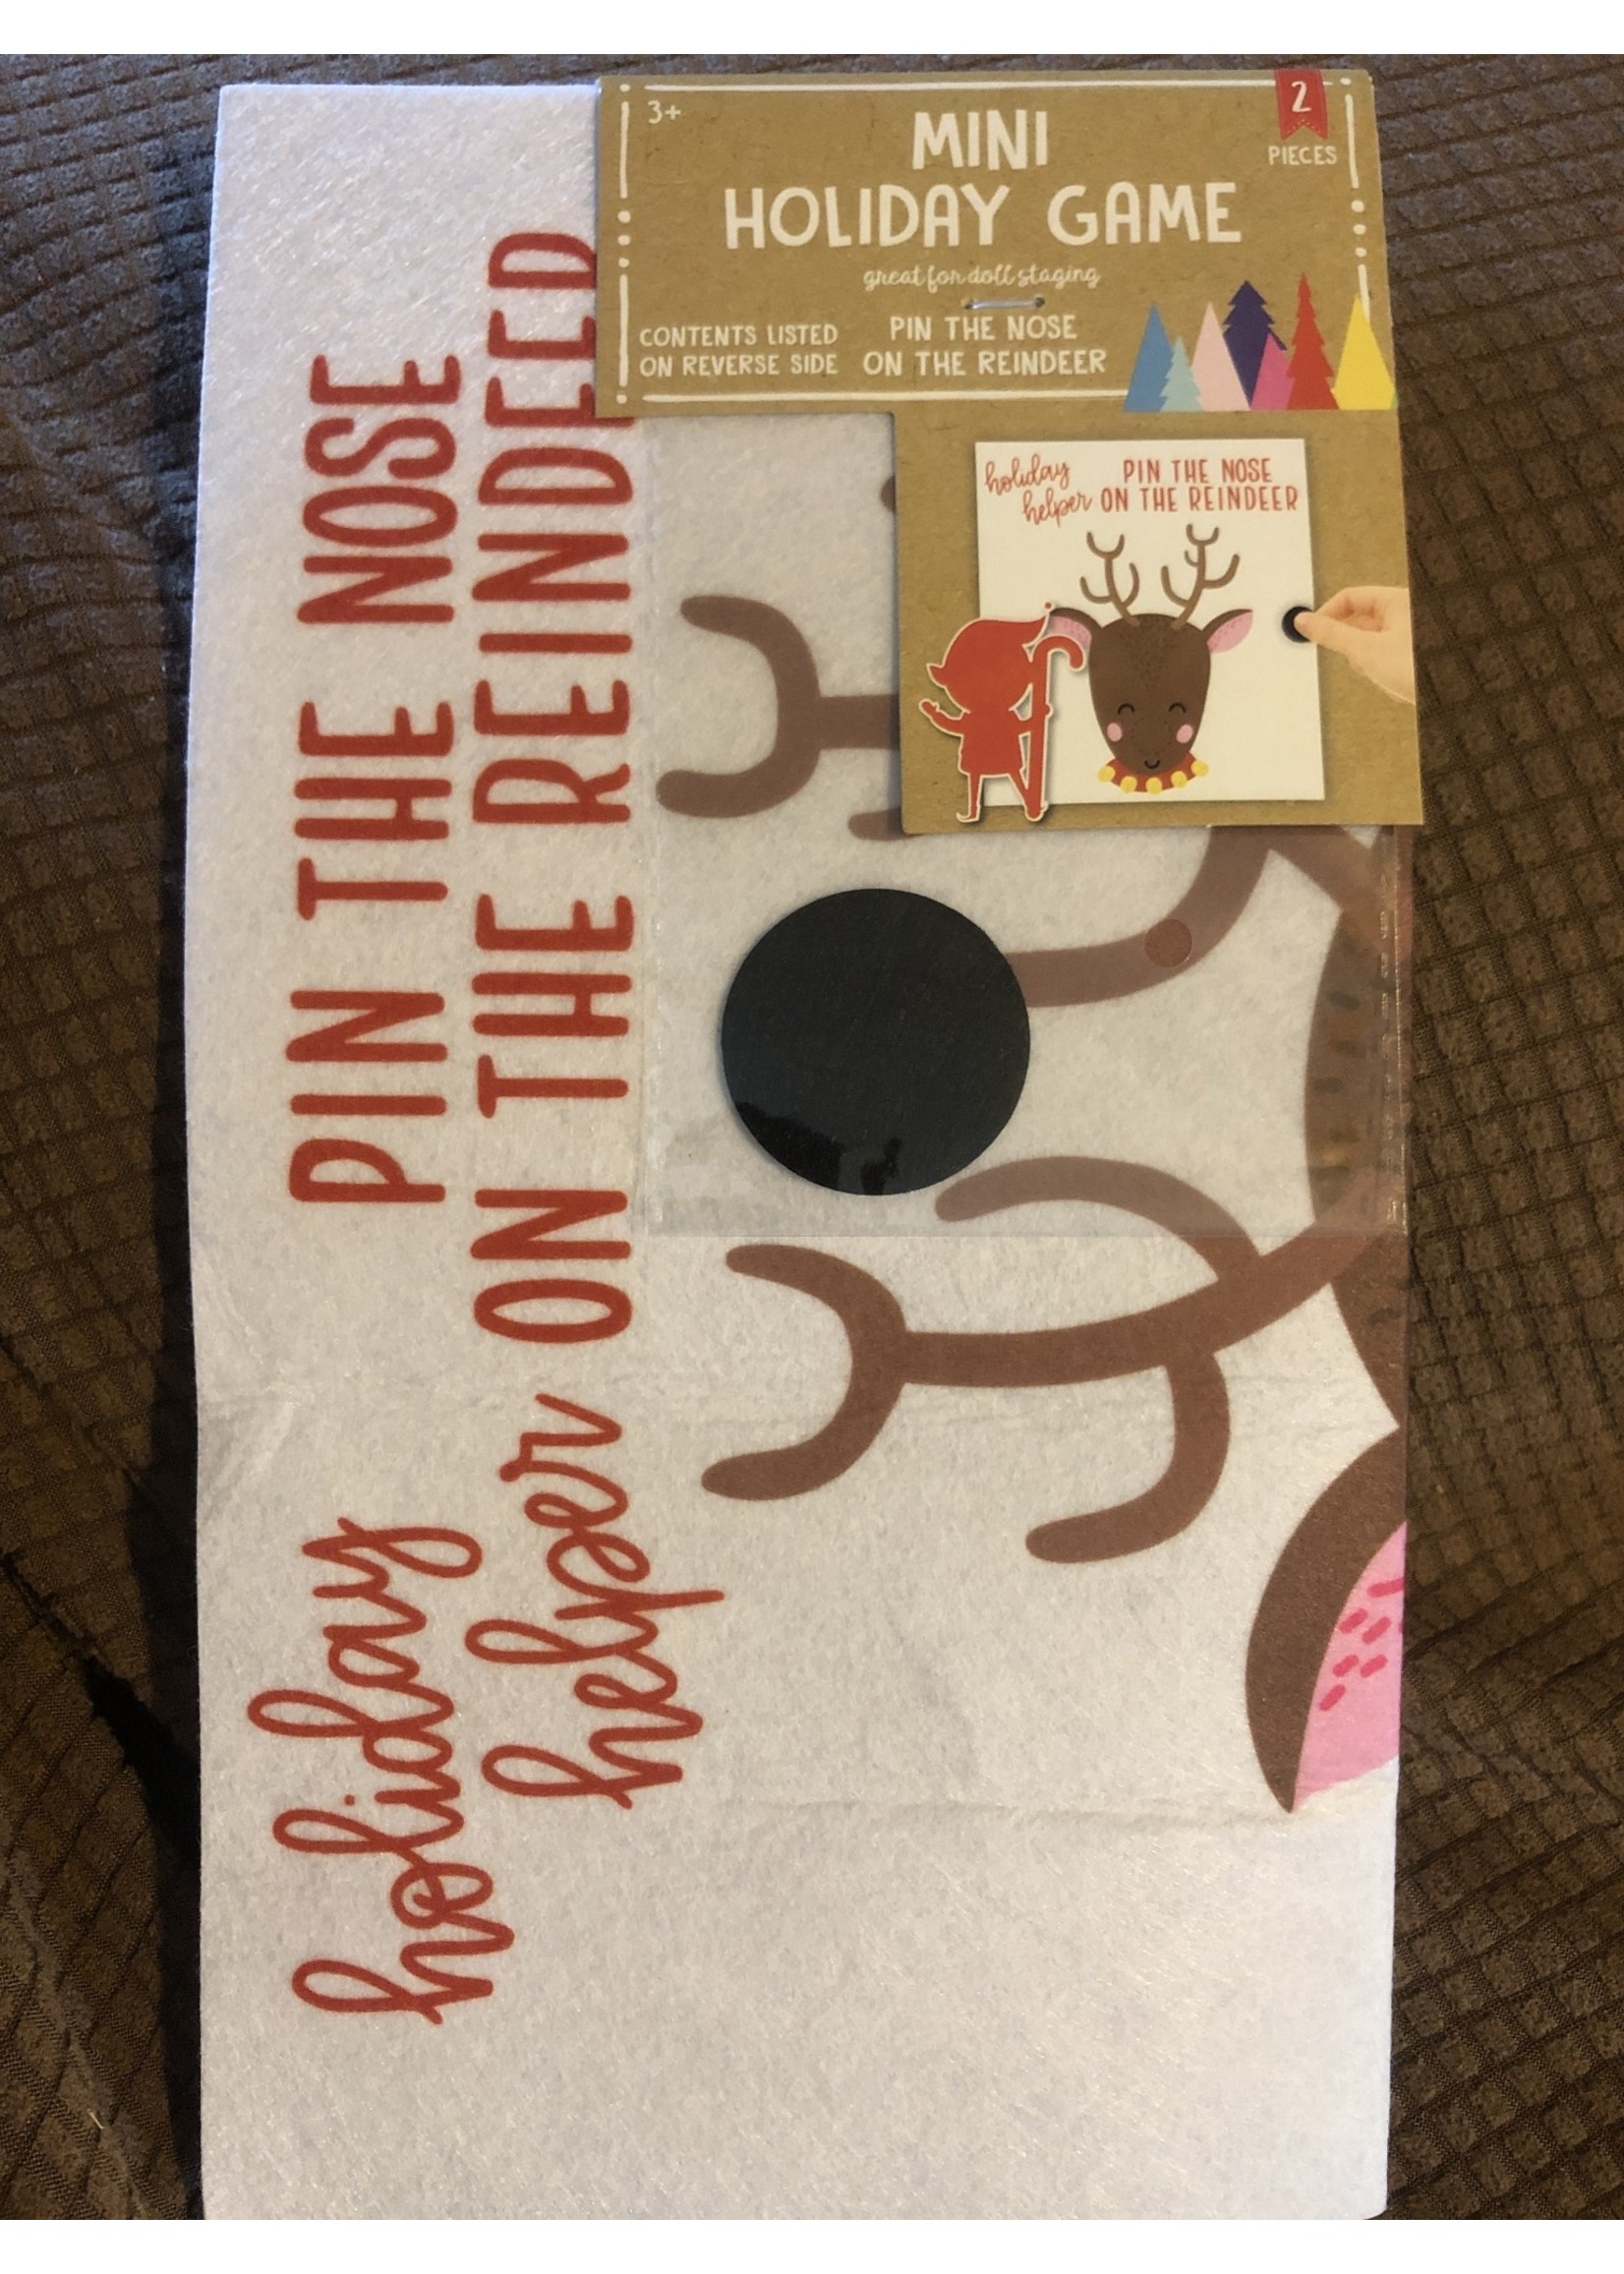 3+
2
PIECES
MINI
HOLIDAY GAME
great for doll staging
CONTENTS LISTED
ON REVERSE SIDE
PIN THE NOSE
ON THE REINDEER
holiday
helper
PIN THE NOSE
ON THE REINDEER
holiday
helper
PIN THE NOSE
ON THE REINDEER